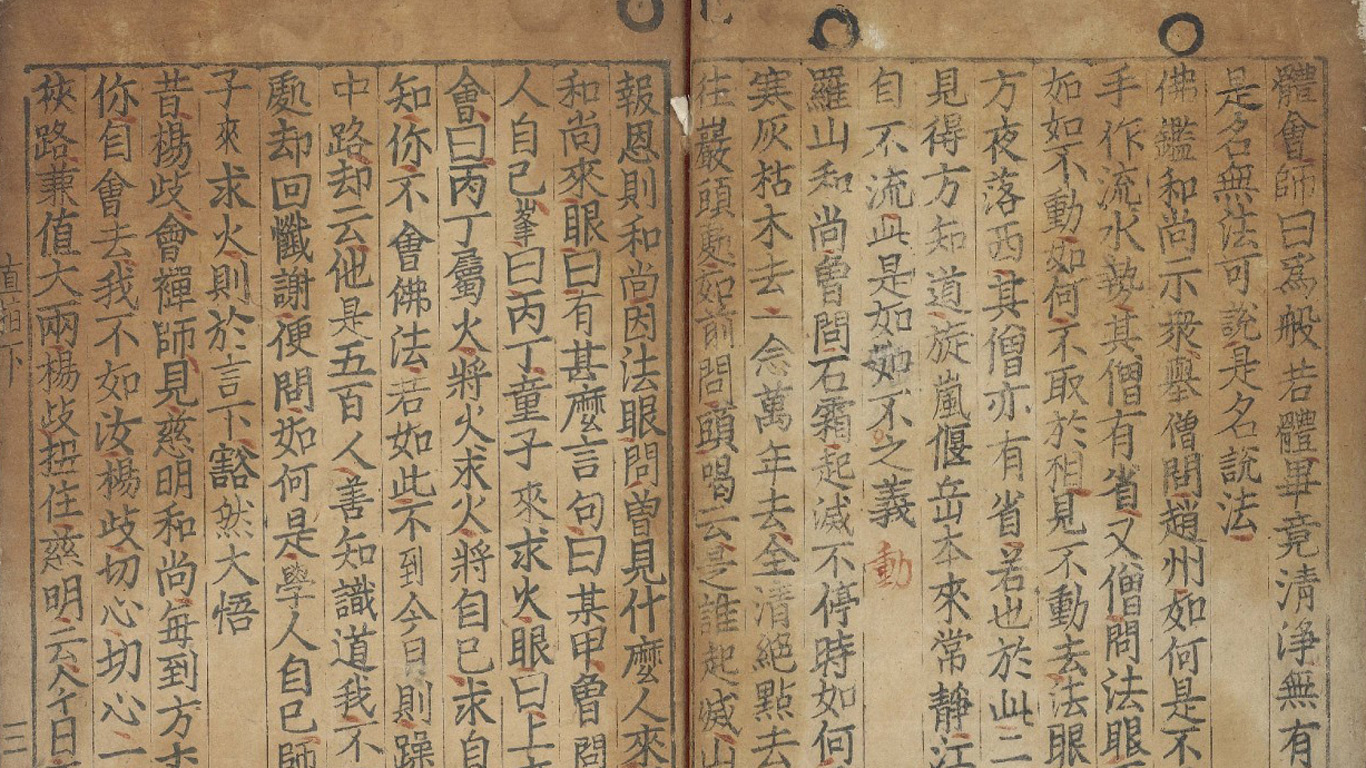 體會師曰爲般若體畢竟清淨無有
是名無法可說是名說法
佛鑑和尚示衆擧僧問趙州如何是不
手作流水勢其僧有省又僧問法眼
如如不動如何不取於相見不動去法眼
方夜落西其僧亦有省若也於此二
見得方知道旋嵐偃岳本來常靜江
自不流此是如如不之義 動
羅山和尚曾問石霜起滅不停時如何
寒灰枯木去一念萬年去全清絕點去
往巖頭處如前問頭喝云是誰起滅山
報恩則和尚因法眼問曾見什麼人來
和尚來眼曰有甚麼言句曰某甲曾問
人自己峯曰丙丁童子來求火眼曰上
會曰丙丁屬火將火求火將自己求自
知你不會佛法若如此不到今日則躁
中路却云他是五百人善知識道我不
處却回懺謝便問如何是學人自己師
子來求火則於言下豁然大悟
昔楊歧會禪師見慈明和尚每到方
你自會去我不如汝楊歧切心切心一
狹路兼值大雨楊歧扭住慈明云今日
直指下